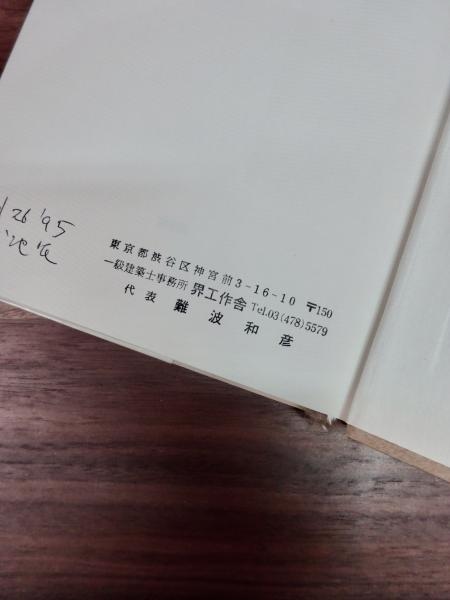 /26 '95
東京都渋谷区神宮前3-16-10 〒150
一級建築士事務所 界工作舎 Tel.03(478)5579
代表 難波和彦